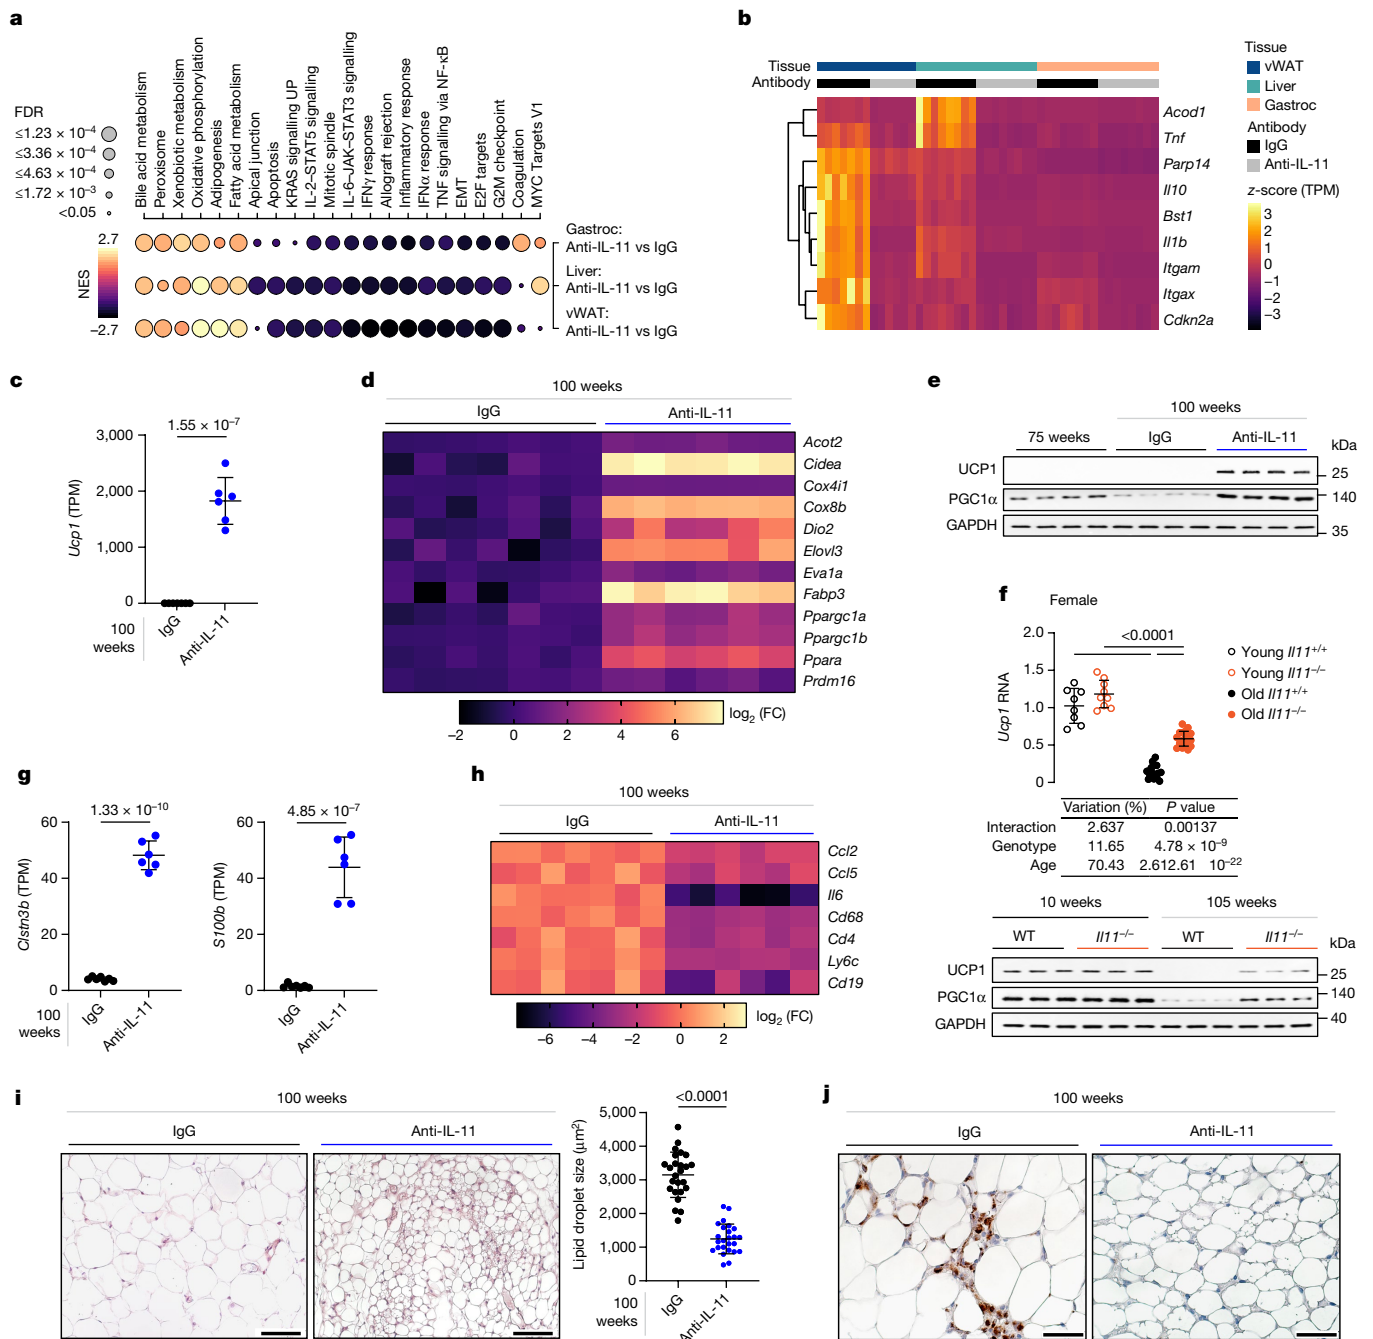 a
FDR
≤1.23 × 10⁻⁴
≤3.36 × 10⁻⁴
≤4.63 × 10⁻⁴
≤1.72 × 10⁻³
<0.05
2.7
NES
−2.7
Bile acid metabolism
Peroxisome
Xenobiotic metabolism
Oxidative phosphorylation
Adipogenesis
Fatty acid metabolism
Apical junction
Apoptosis
KRAS signalling UP
IL-2–STAT5 signalling
Mitotic spindle
IL-6–JAK–STAT3 signalling
IFNγ response
Allograft rejection
Inflammatory response
IFNα response
TNF signaling via NF-κB
EMT
E2F targets
G2M checkpoint
Coagulation
MYC Targets V1
Gastroc:
Anti-IL-11 vs IgG
Liver:
Anti-IL-11 vs IgG
vWAT:
Anti-IL-11 vs IgG
b
Tissue
Antibody
Acod1
Tnf
Parp14
Il10
Bst1
Il1b
Itgam
Itgax
Cdkn2a
Tissue
vWAT
Liver
Gastroc
Antibody
IgG
Anti-IL-11
z-score (TPM)
3
2
1
0
−1
−2
−3
c
Ucp1 (TPM)
1.55 × 10⁻⁷
3,000
2,000
1,000
0
100 weeks
IgG
Anti-IL-11
d
100 weeks
IgG
Anti-IL-11
Acot2
Cidea
Cox4i1
Cox8b
Dio2
Elovl3
Eva1a
Fabp3
Ppargc1a
Ppargc1b
Ppara
Prdm16
−2 0 2 4 6
log₂ (FC)
e
100 weeks
75 weeks
IgG
Anti-IL-11
kDa
UCP1
25
PGC1α
140
GAPDH
35
f
Female
Ucp1 RNA
2.0
1.5
1.0
0.5
0
<0.0001
Young Il11⁺/⁺
Young Il11⁻/⁻
Old Il11⁺/⁺
Old Il11⁻/⁻
Variation (%) P value
Interaction 2.637 0.00137
Genotype 11.65 4.78 × 10⁻⁹
Age 70.43 2.612.61 10⁻²²
10 weeks
105 weeks
WT
Il11⁻/⁻
WT
Il11⁻/⁻
kDa
UCP1
25
PGC1α
140
GAPDH
40
g
Clstn3b (TPM)
1.33 × 10⁻¹⁰
60
40
20
0
100 weeks
IgG
Anti-IL-11
S100b (TPM)
4.85 × 10⁻⁷
60
40
20
0
IgG
Anti-IL-11
h
100 weeks
IgG
Anti-IL-11
Ccl2
Ccl5
Il6
Cd68
Cd4
Ly6c
Cd19
−6 −4 −2 0 2
log₂ (FC)
i
100 weeks
IgG
Anti-IL-11
Lipid droplet size (μm²)
<0.0001
5,000
4,000
3,000
2,000
1,000
0
100 weeks
IgG
Anti-IL-11
j
100 weeks
IgG
Anti-IL-11